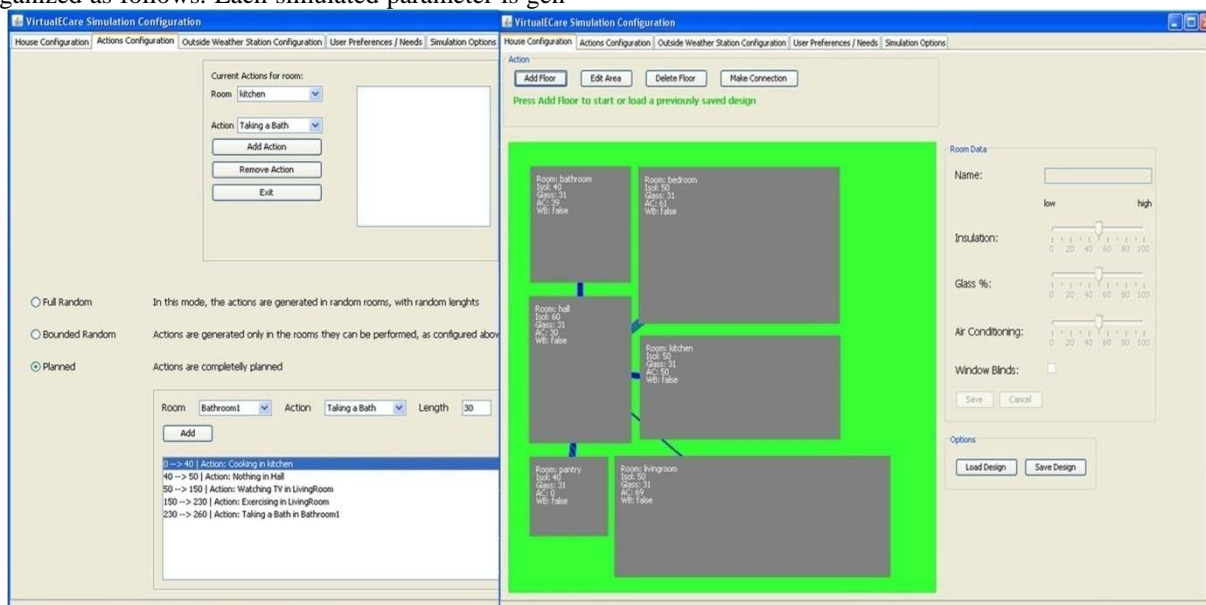 organized as follows. Each simulated parameter is gen
VirtualECare Simulation Configuration
House Configuration Actions Configuration Outside Weather Station Configuration User Preferences / Needs Simulation Options
Current Actions for room:
Room kitchen
Action Taking a Bath
Add Action
Remove Action
Exit
Full Random In this mode, the actions are generated in random rooms, with random lenghts
Bounded Random Actions are generated only in the rooms they can be performed, as configured abov
Planned Actions are completelly planned
Room Bathroom1 Action Taking a Bath Length 30
Add
0 --> 40 | Action: Cooking in kitchen
40 --> 50 | Action: Nothing in Hall
50 --> 150 | Action: Watching TV in LivingRoom
150 --> 230 | Action: Exercising in LivingRoom
230 --> 260 | Action: Taking a Bath in Bathroom1
VirtualECare Simulation Configuration
House Configuration Actions Configuration Outside Weather Station Configuration User Preferences / Needs Simulation Options
Action
Add Floor Edit Area Delete Floor Make Connection
Press Add Floor to start or load a previously saved design
Room: bathroom
Isol: 40
Glass: 31
AC: 39
WB: false
Room: bedroom
Isol: 50
Glass: 31
AC: 61
WB: false
Room: hall
Isol: 60
Glass: 31
AC: 30
WB: false
Room: kitchen
Isol: 50
Glass: 31
AC: 50
WB: false
Room: pantry
Isol: 40
Glass: 31
AC: 0
WB: false
Room: livingroom
Isol: 50
Glass: 31
AC: 69
WB: false
Room Data
Name:
low high
Insulation:
0 20 40 60 80 100
Glass %:
0 20 40 60 80 100
Air Conditioning:
0 20 40 60 80 100
Window Blinds:
Save Cancel
Options
Load Design Save Design